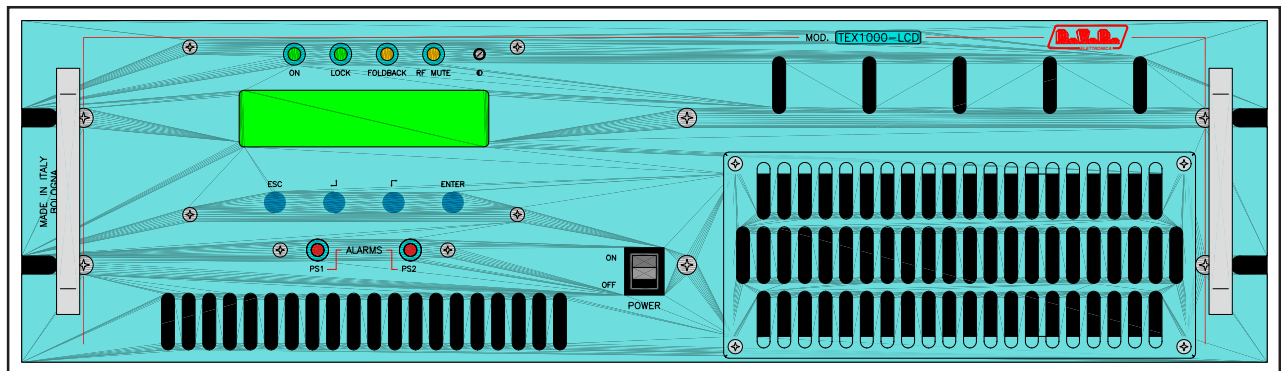 MOD. TEX1000-LCD
R.V.R.
ELETTRONICA
ON LOCK FOLDBACK RF MUTE
MADE IN ITALY
BOLOGNA
ESC ENTER
ALARMS
PS1 PS2
ON
OFF
POWER